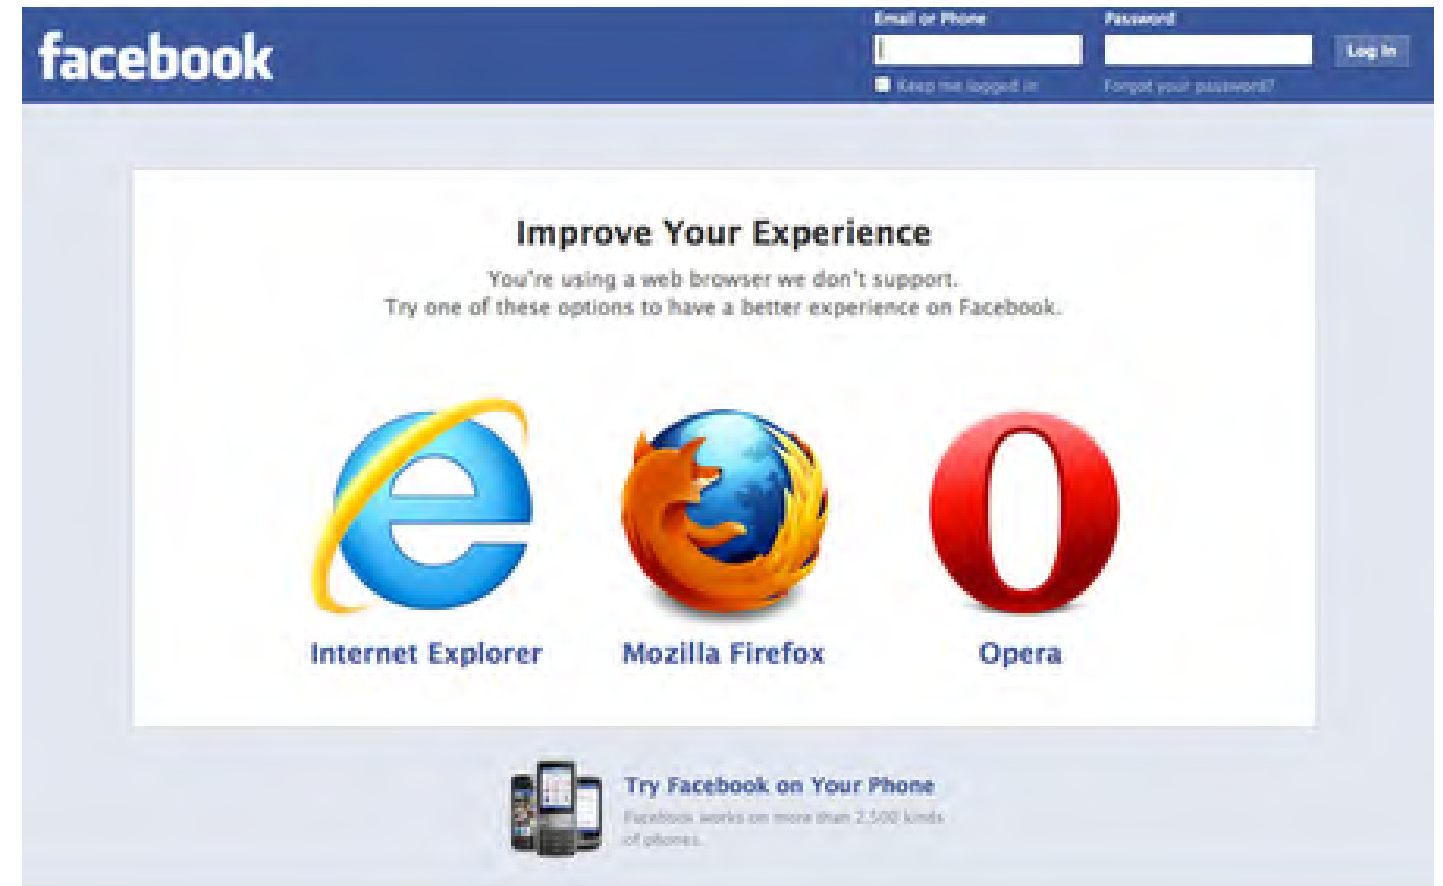 facebook
Email or Phone
Password
Log In
Keep me logged in
Forgot your password?
Improve Your Experience
You're using a web browser we don't support.
Try one of these options to have a better experience on Facebook.
Internet Explorer
Mozilla Firefox
Opera
Try Facebook on Your Phone
Facebook works on more than 2,500 kinds
of phones.